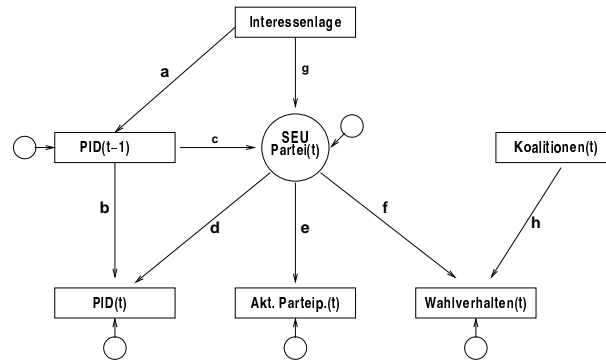 Interessenlage
a
g
PID(t−1)
c
SEU
Partei(t)
Koalitionen(t)
b
d
e
f
h
PID(t)
Akt. Parteip.(t)
Wahlverhalten(t)